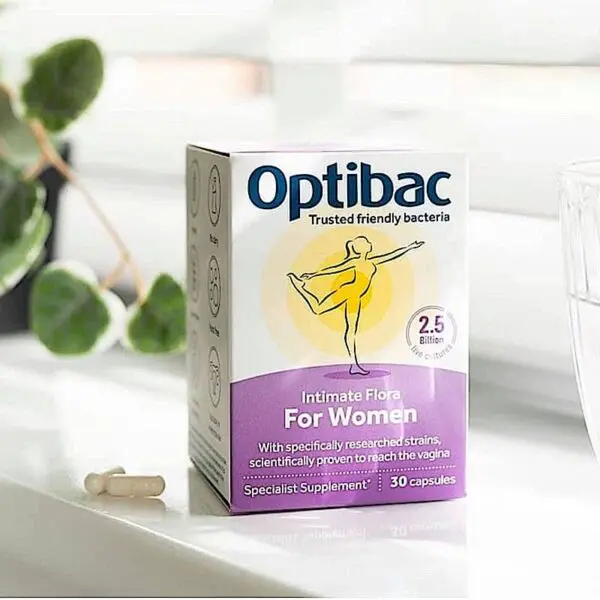 Optibac
Trusted friendly bacteria
2.5
Billion
live cultures
Intimate Flora
For Women
With specifically researched strains,
scientifically proven to reach the vagina
Specialist Supplement*
30 capsules